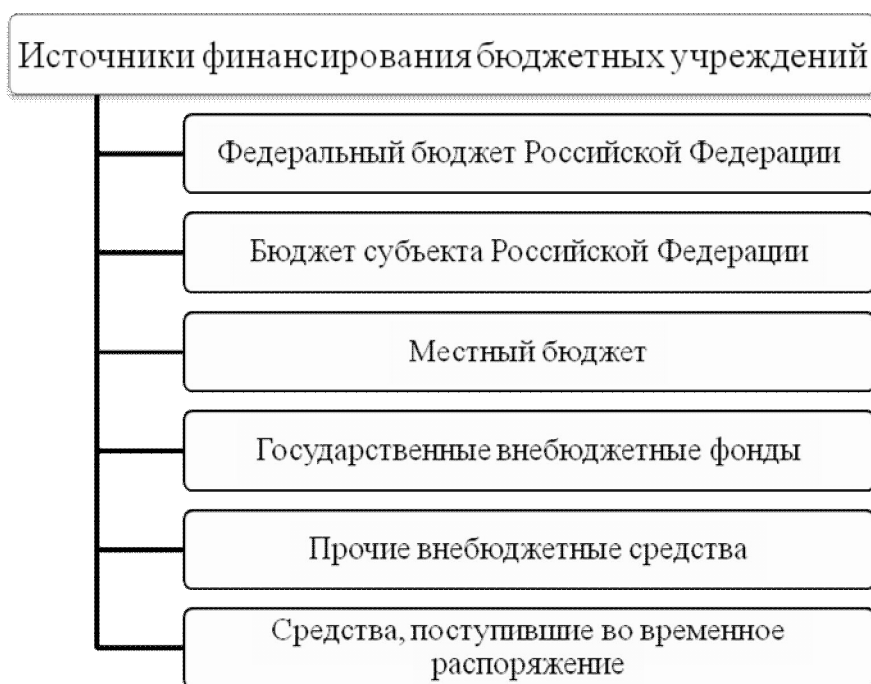 Источники финансирования бюджетных учреждений
Федеральный бюджет Российской Федерации
Бюджет субъекта Российской Федерации
Местный бюджет
Государственные внебюджетные фонды
Прочие внебюджетные средства
Средства, поступившие во временное
распоряжение